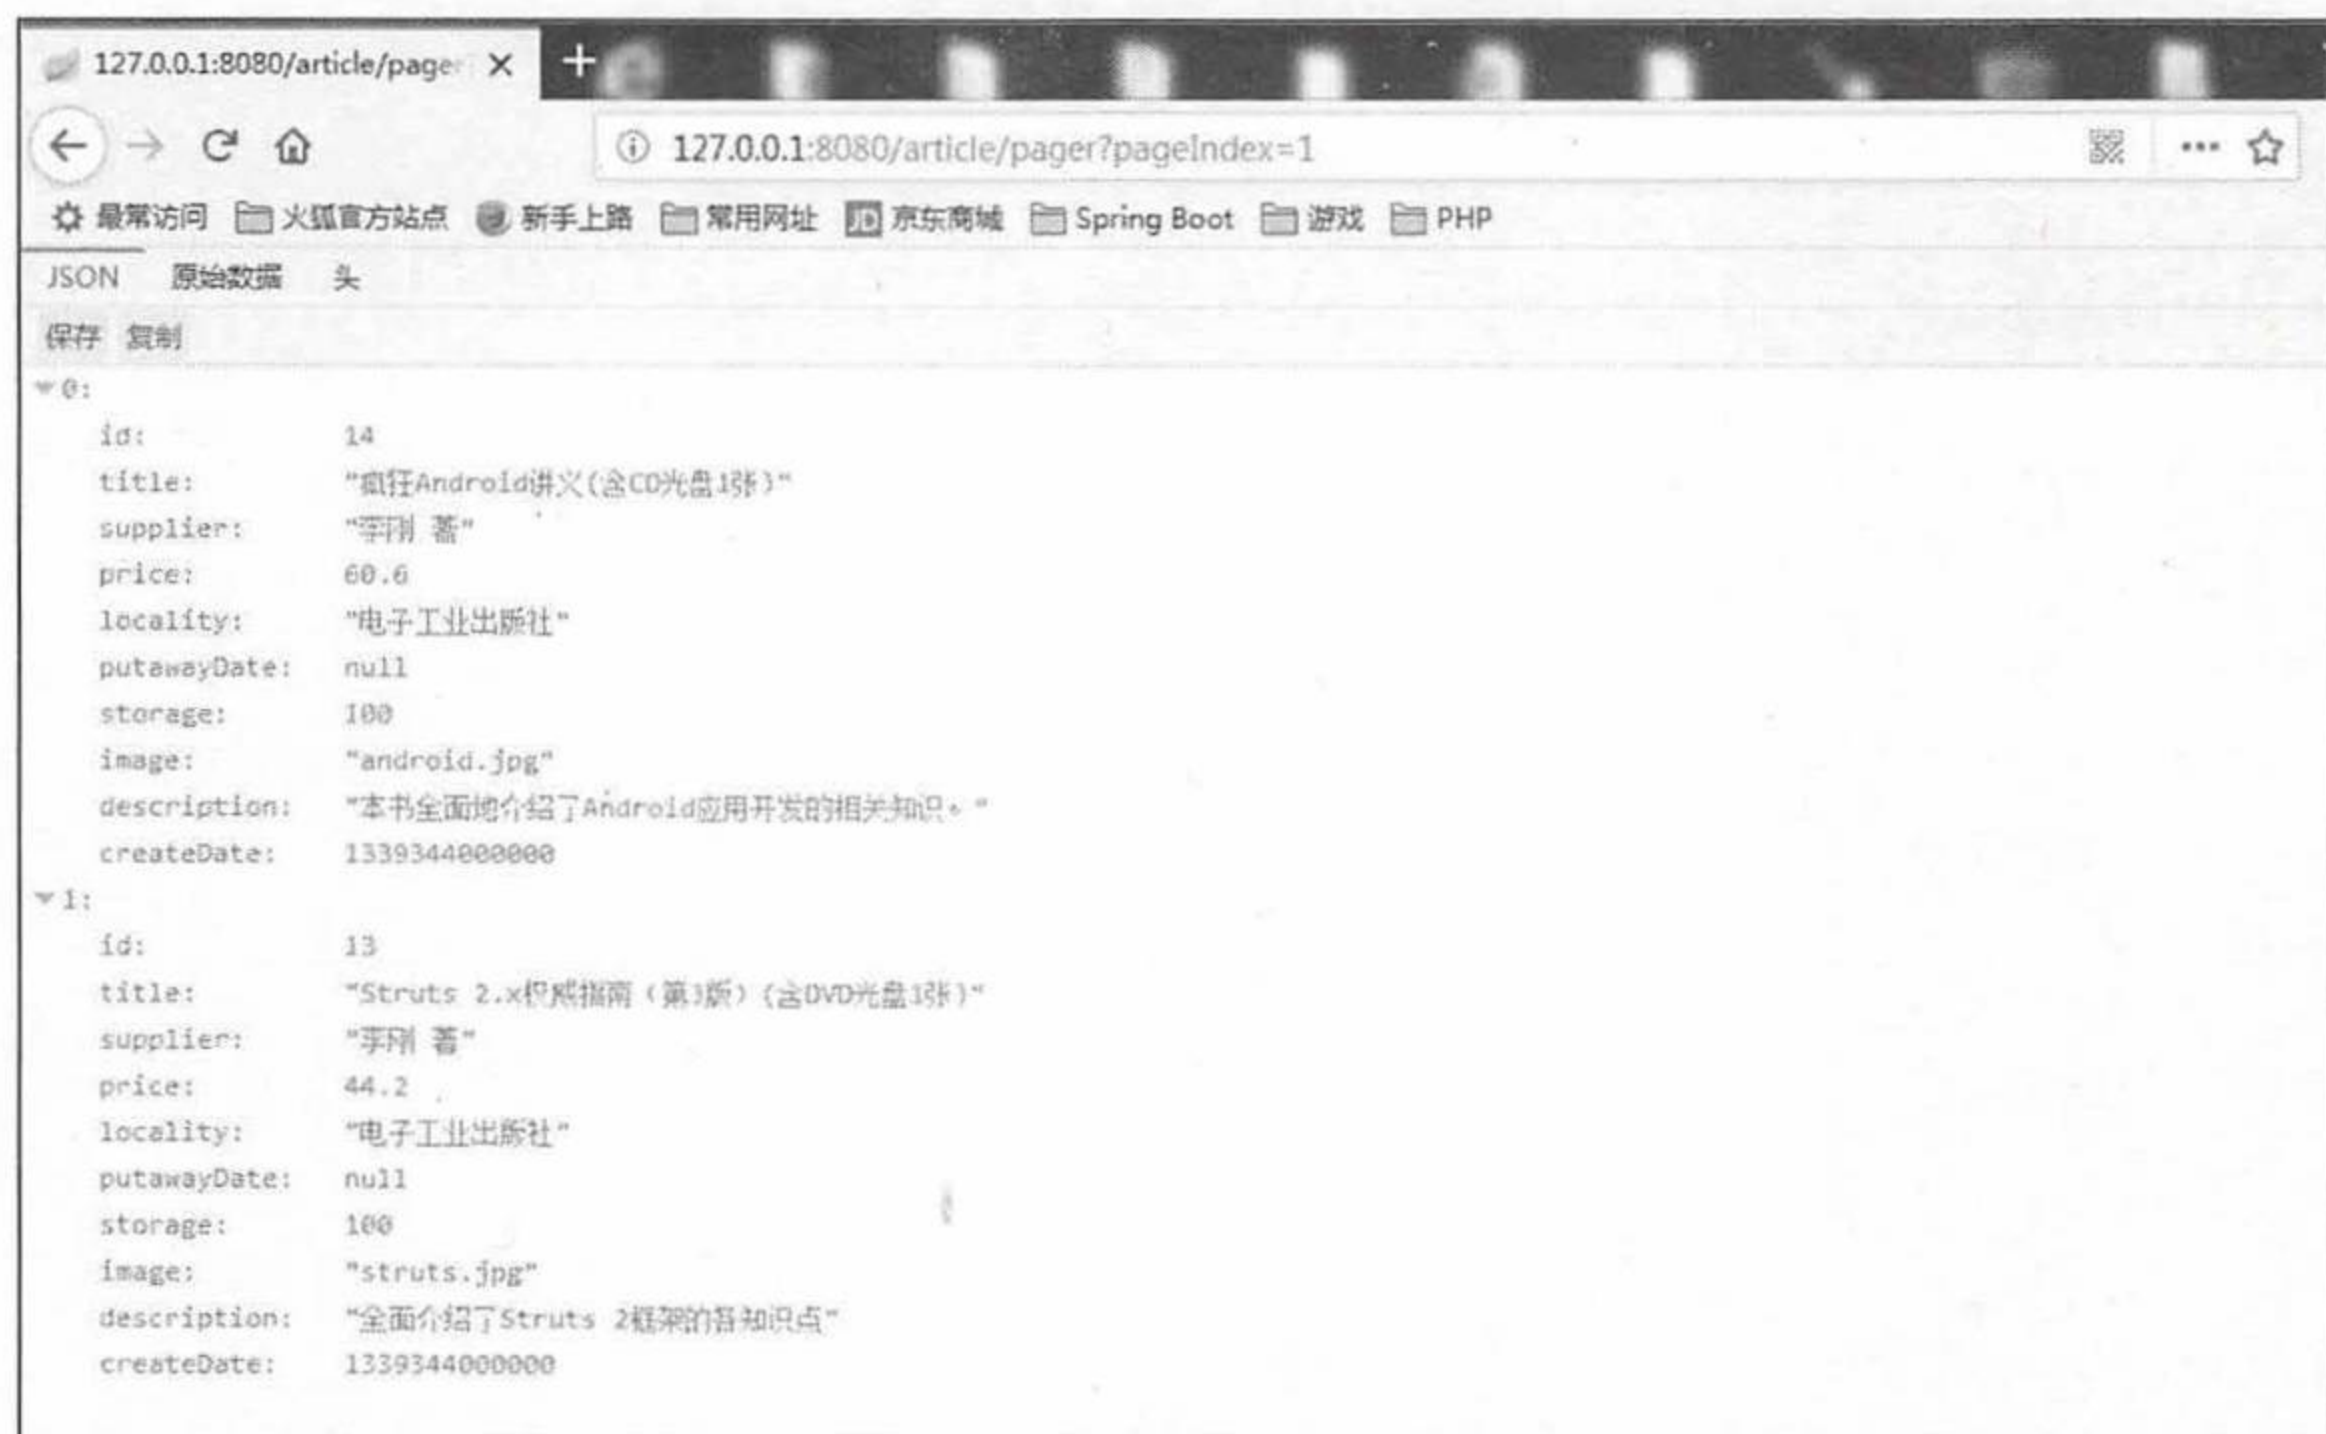 127.0.0.1:8080/article/pager
127.0.0.1:8080/article/pager?pageIndex=1
最常访问 火狐官方站点 新手上路 常用网址 JD 京东商城 Spring Boot 游戏 PHP
JSON 原始数据 头
保存 复制
0:
id: 14
title: "疯狂Android讲义(含CD光盘1张)"
supplier: "李刚 著"
price: 60.6
locality: "电子工业出版社"
putawayDate: null
storage: 100
image: "android.jpg"
description: "本书全面地介绍了Android应用开发的相关知识。"
createDate: 1339344000000
1:
id: 13
title: "Struts 2.x权威指南（第3版）(含DVD光盘1张)"
supplier: "李刚 著"
price: 44.2
locality: "电子工业出版社"
putawayDate: null
storage: 100
image: "struts.jpg"
description: "全面介绍了Struts 2框架的各知识点"
createDate: 1339344000000